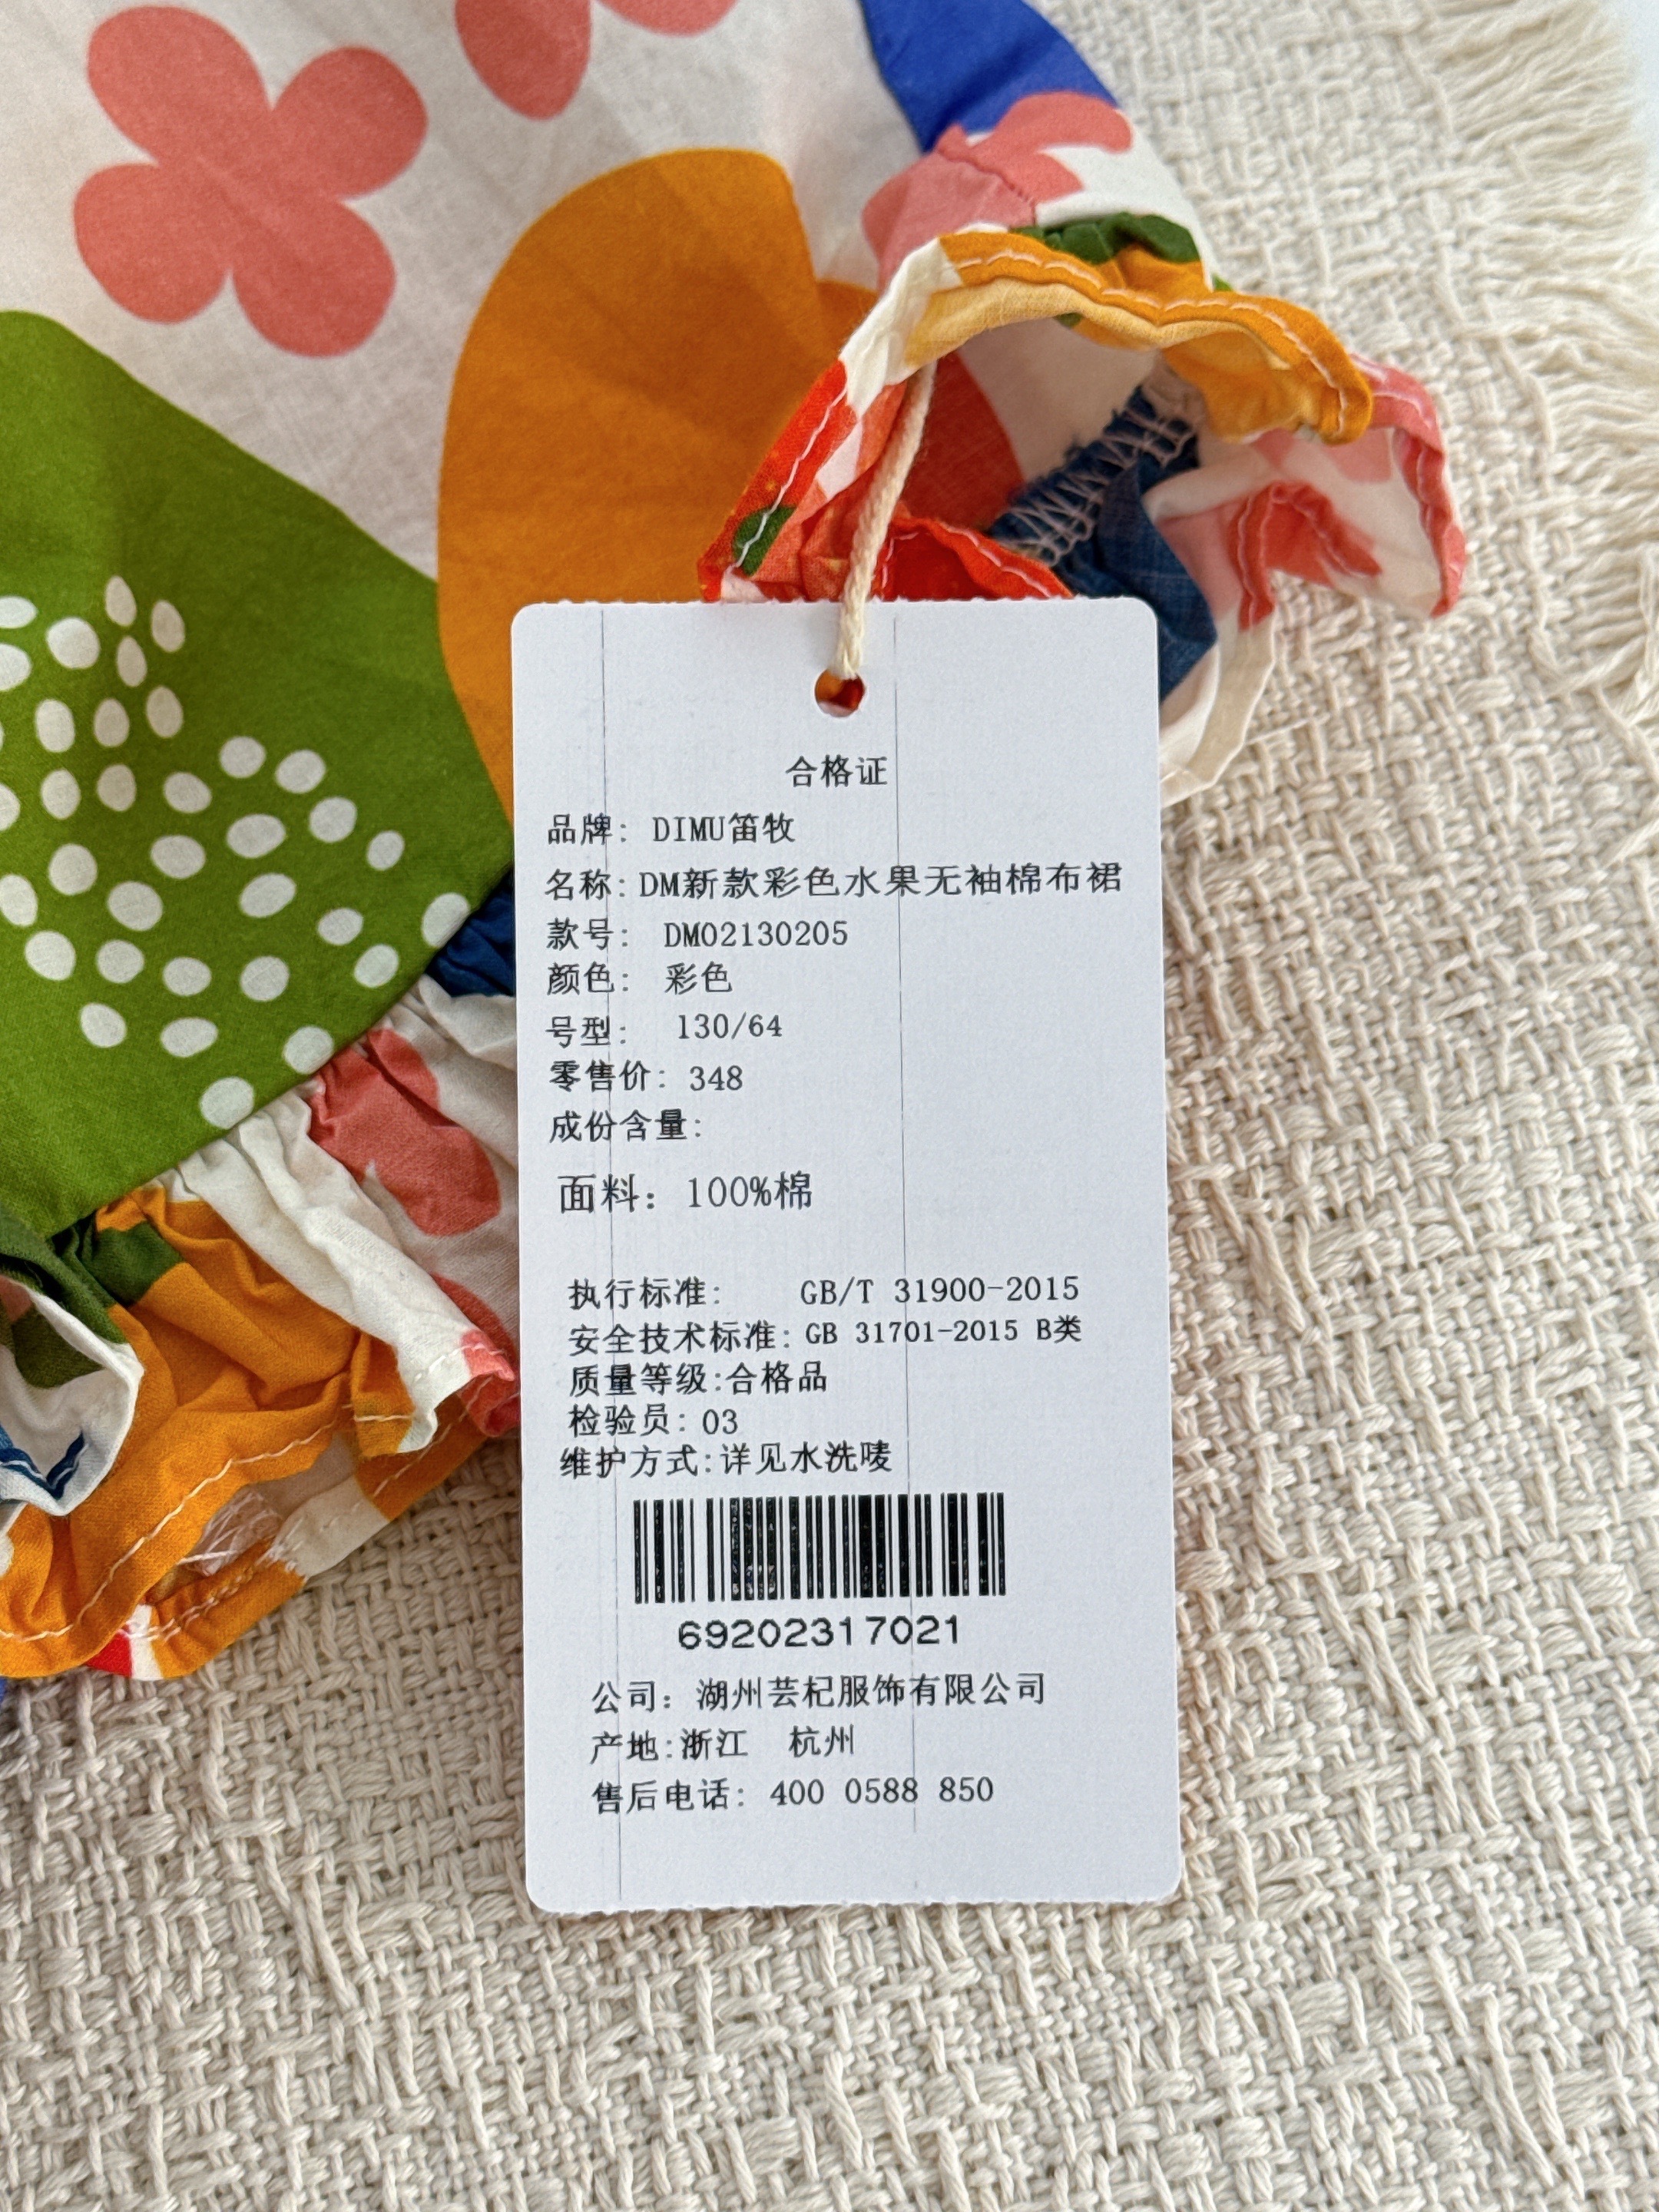 合格证
品牌: DIMU笛牧
名称: DM新款彩色水果无袖棉布裙
款号: DM02130205
颜色: 彩色
号型: 130/64
零售价: 348
成份含量:
面料: 100%棉
执行标准: GB/T 31900-2015
安全技术标准: GB 31701-2015 B类
质量等级:合格品
检验员: 03
维护方式:详见水洗唛
69202317021
公司: 湖州芸杞服饰有限公司
产地:浙江 杭州
售后电话: 400 0588 850